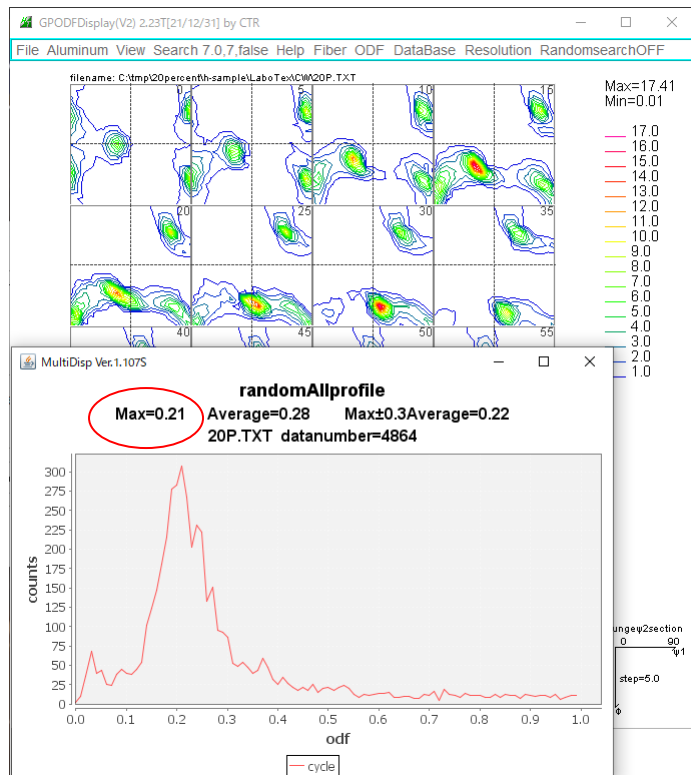 GPODFDisplay(V2) 2.23T[21/12/31] by CTR
File Aluminum View Search 7.0,7,false Help Fiber ODF DataBase Resolution RandomsearchOFF
filename: C:\tmp\20percent\h-sample\LaboTex\CW\20P.TXT
Max=17.41
Min=0.01
0 5 10 15
17.0
16.0
15.0
14.0
13.0
12.0
11.0
10.0
9.0
8.0
7.0
6.0
5.0
4.0
3.0
2.0
1.0
20 25 30 35
40 45 50 55
MultiDisp Ver.1.107S
randomAllprofile
Max=0.21 Average=0.28 Max±0.3Average=0.22
20P.TXT datanumber=4864
counts
300
275
250
225
200
175
150
125
100
75
50
25
0
0.0 0.1 0.2 0.3 0.4 0.5 0.6 0.7 0.8 0.9 1.0
odf
cycle
ungeψ2section
0 90
ψ1
step=5.0
Φ